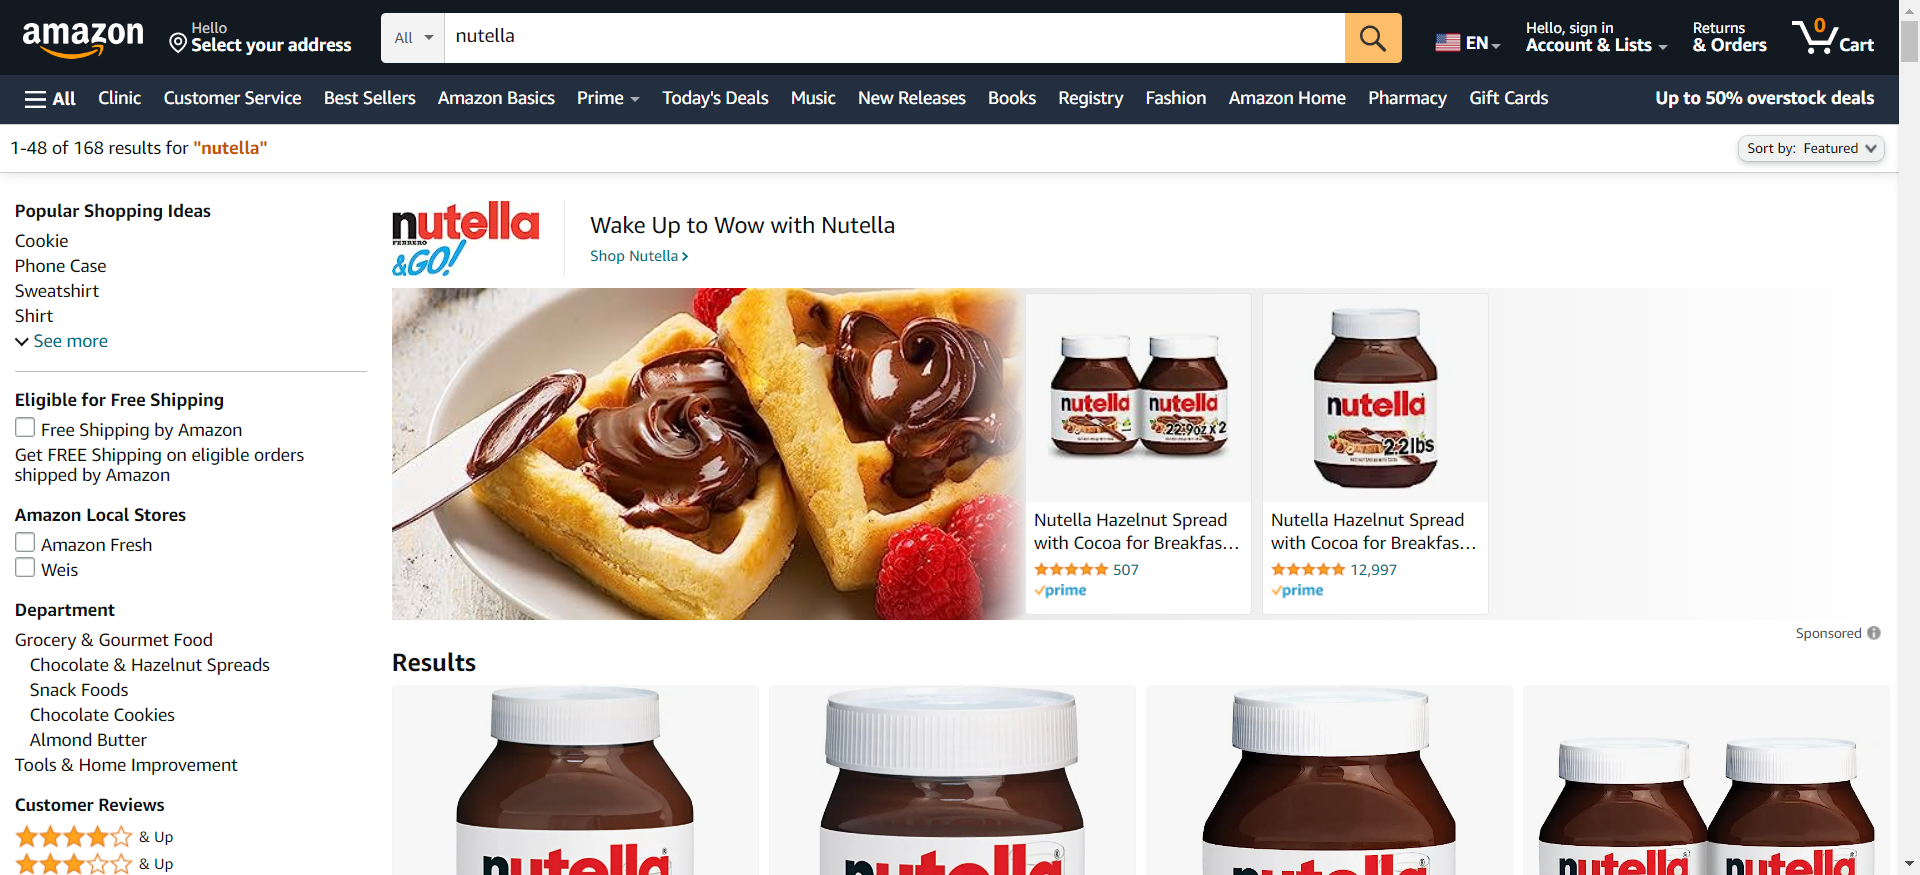 amazon
Hello
Select your address
All
nutella
EN
Hello, sign in
Account & Lists
Returns
& Orders
0
Cart
All
Clinic
Customer Service
Best Sellers
Amazon Basics
Prime
Today's Deals
Music
New Releases
Books
Registry
Fashion
Amazon Home
Pharmacy
Gift Cards
Up to 50% overstock deals
1-48 of 168 results for "nutella"
Sort by: Featured
Popular Shopping Ideas
Cookie
Phone Case
Sweatshirt
Shirt
See more
Eligible for Free Shipping
Free Shipping by Amazon
Get FREE Shipping on eligible orders
shipped by Amazon
Amazon Local Stores
Amazon Fresh
Weis
Department
Grocery & Gourmet Food
Chocolate & Hazelnut Spreads
Snack Foods
Chocolate Cookies
Almond Butter
Tools & Home Improvement
Customer Reviews
& Up
& Up
nutella
FERRERO
&GO!
Wake Up to Wow with Nutella
Shop Nutella
nutella
nutella
22.9oz x 2
Nutella Hazelnut Spread
with Cocoa for Breakfas...
507
prime
nutella
2.2lbs
Nutella Hazelnut Spread
with Cocoa for Breakfas...
12,997
prime
Sponsored
Results
nutella
nutella
nutella
nutella
nutella